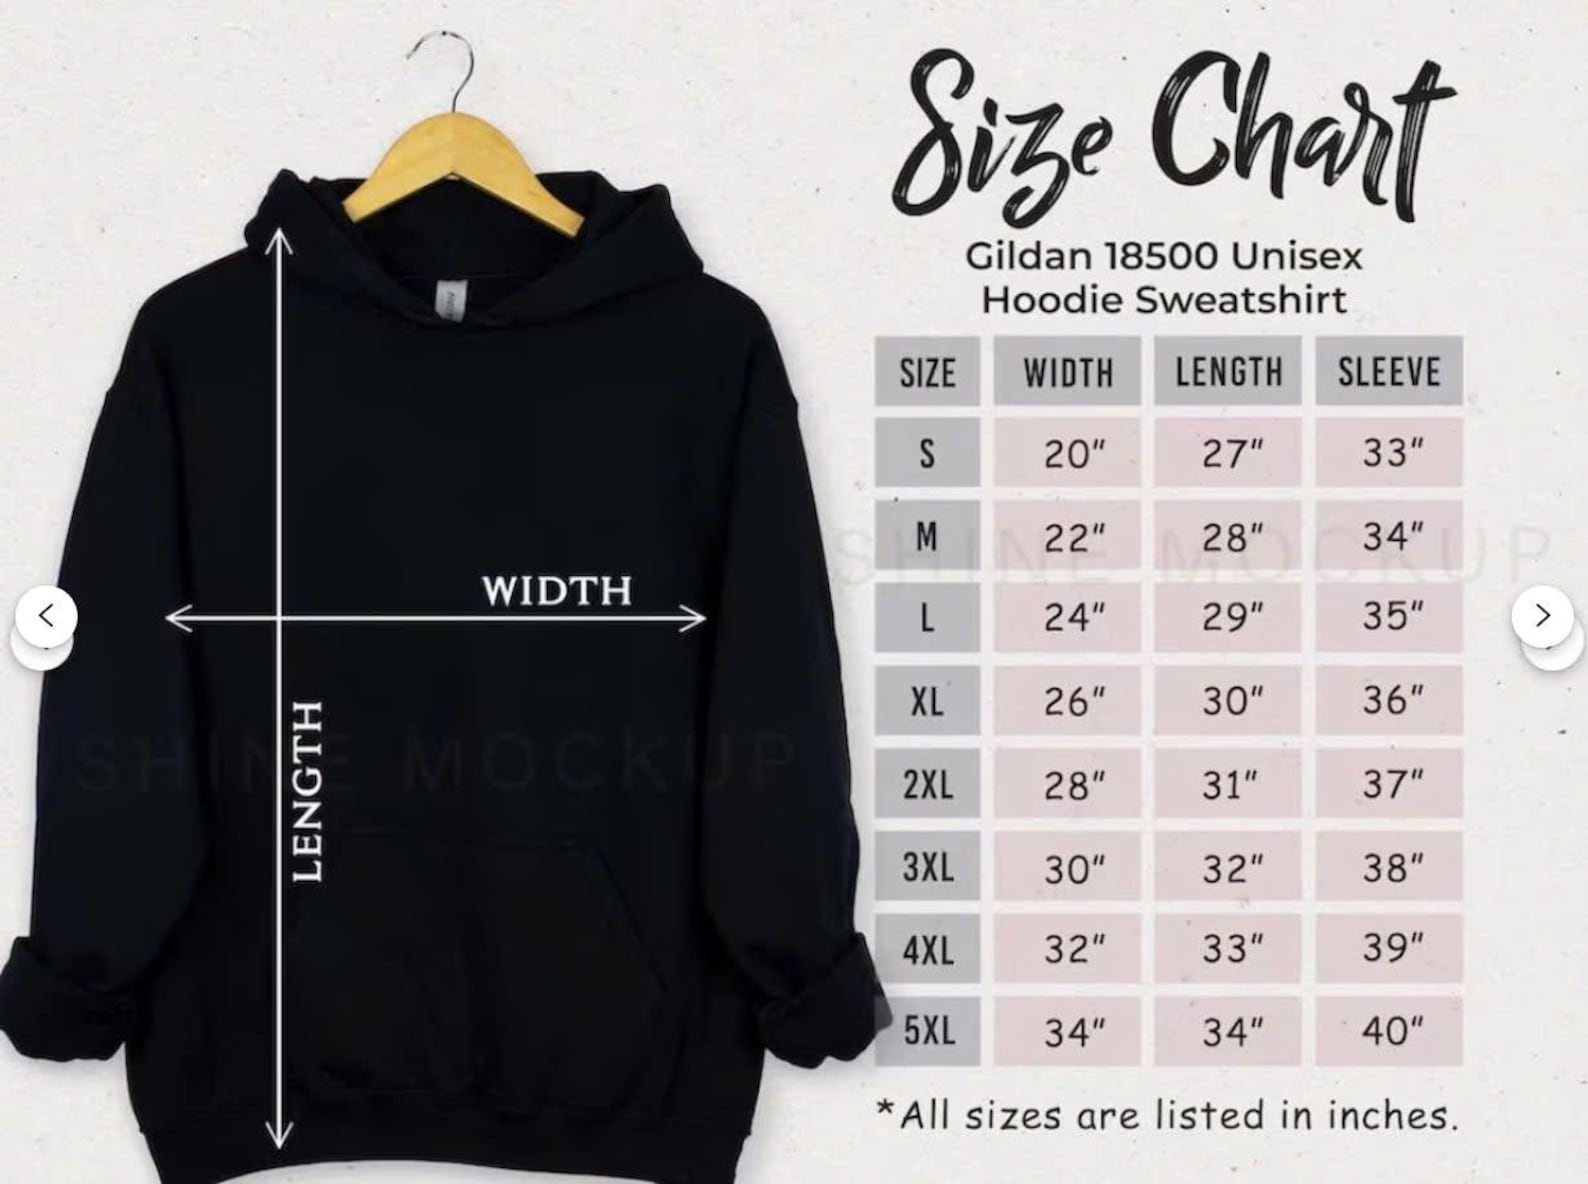 Size Chart
Gildan 18500 Unisex
Hoodie Sweatshirt
SIZE WIDTH LENGTH SLEEVE
S 20" 27" 33"
M 22" 28" 34"
L 24" 29" 35"
XL 26" 30" 36"
2XL 28" 31" 37"
3XL 30" 32" 38"
4XL 32" 33" 39"
5XL 34" 34" 40"
*All sizes are listed in inches.
WIDTH
LENGTH
SHINE MOCKUP
SHINE MOCKUP